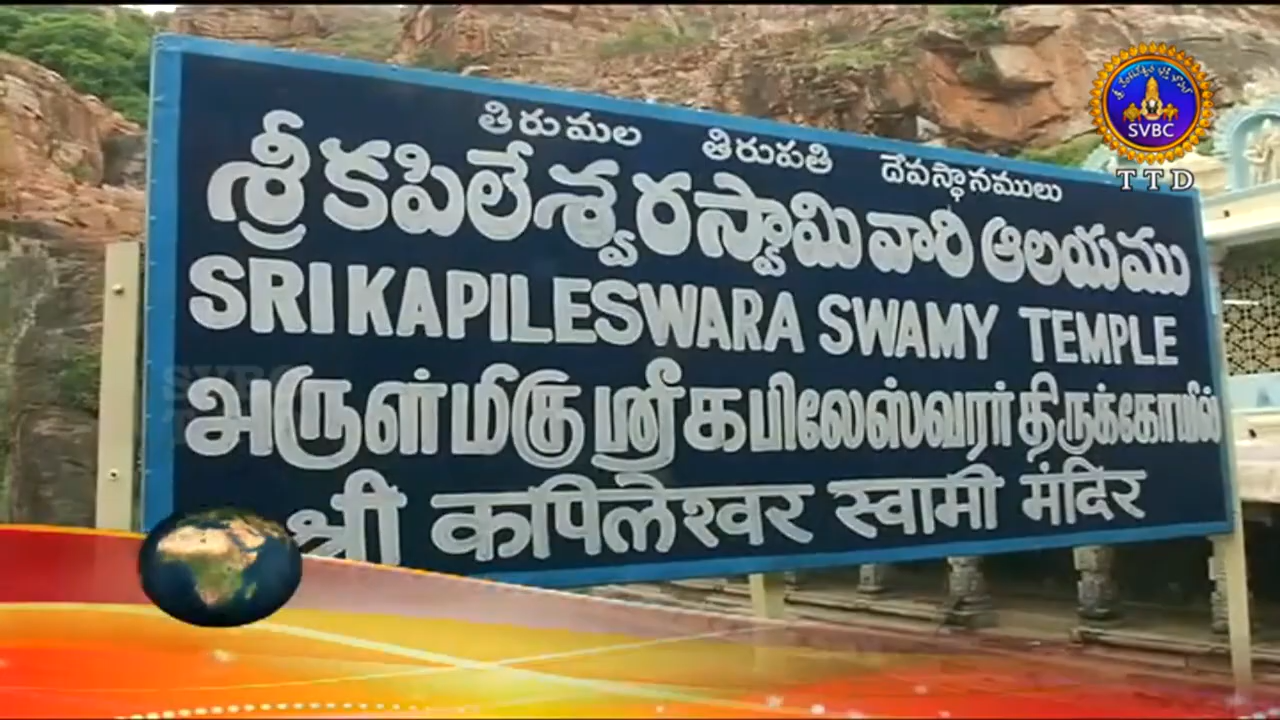 తిరుమల తిరుపతి దేవస్థానములు
శ్రీ కపిలేశ్వరస్వామి వారి ఆలయము
SRI KAPILESWARA SWAMY TEMPLE
அருள்மிகு ஸ்ரீ கபிலேஸ்வரர் திருக்கோயில்
श्री कपिलेश्वर स्वामी मंदिर
SVBC
TTD